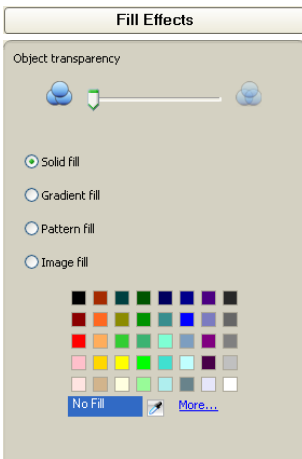 Fill Effects
Object transparency
Solid fill
Gradient fill
Pattern fill
Image fill
No Fill More...